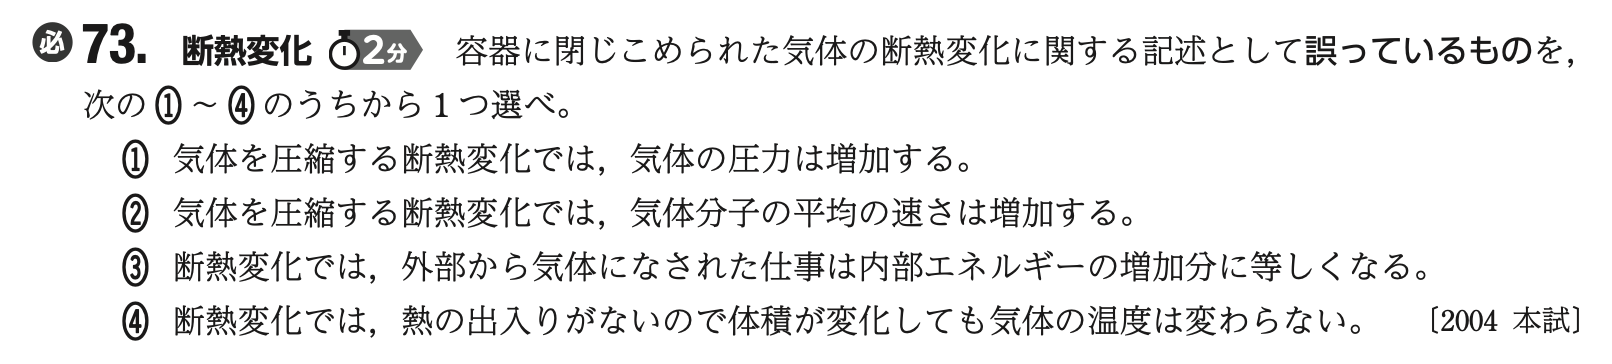 必 73. 断熱変化 2分 容器に閉じこめられた気体の断熱変化に関する記述として誤っているものを,
次の①～④のうちから1つ選べ。
① 気体を圧縮する断熱変化では,気体の圧力は増加する。
② 気体を圧縮する断熱変化では,気体分子の平均の速さは増加する。
③ 断熱変化では,外部から気体になされた仕事は内部エネルギーの増加分に等しくなる。
④ 断熱変化では,熱の出入りがないので体積が変化しても気体の温度は変わらない。 〔2004 本試〕